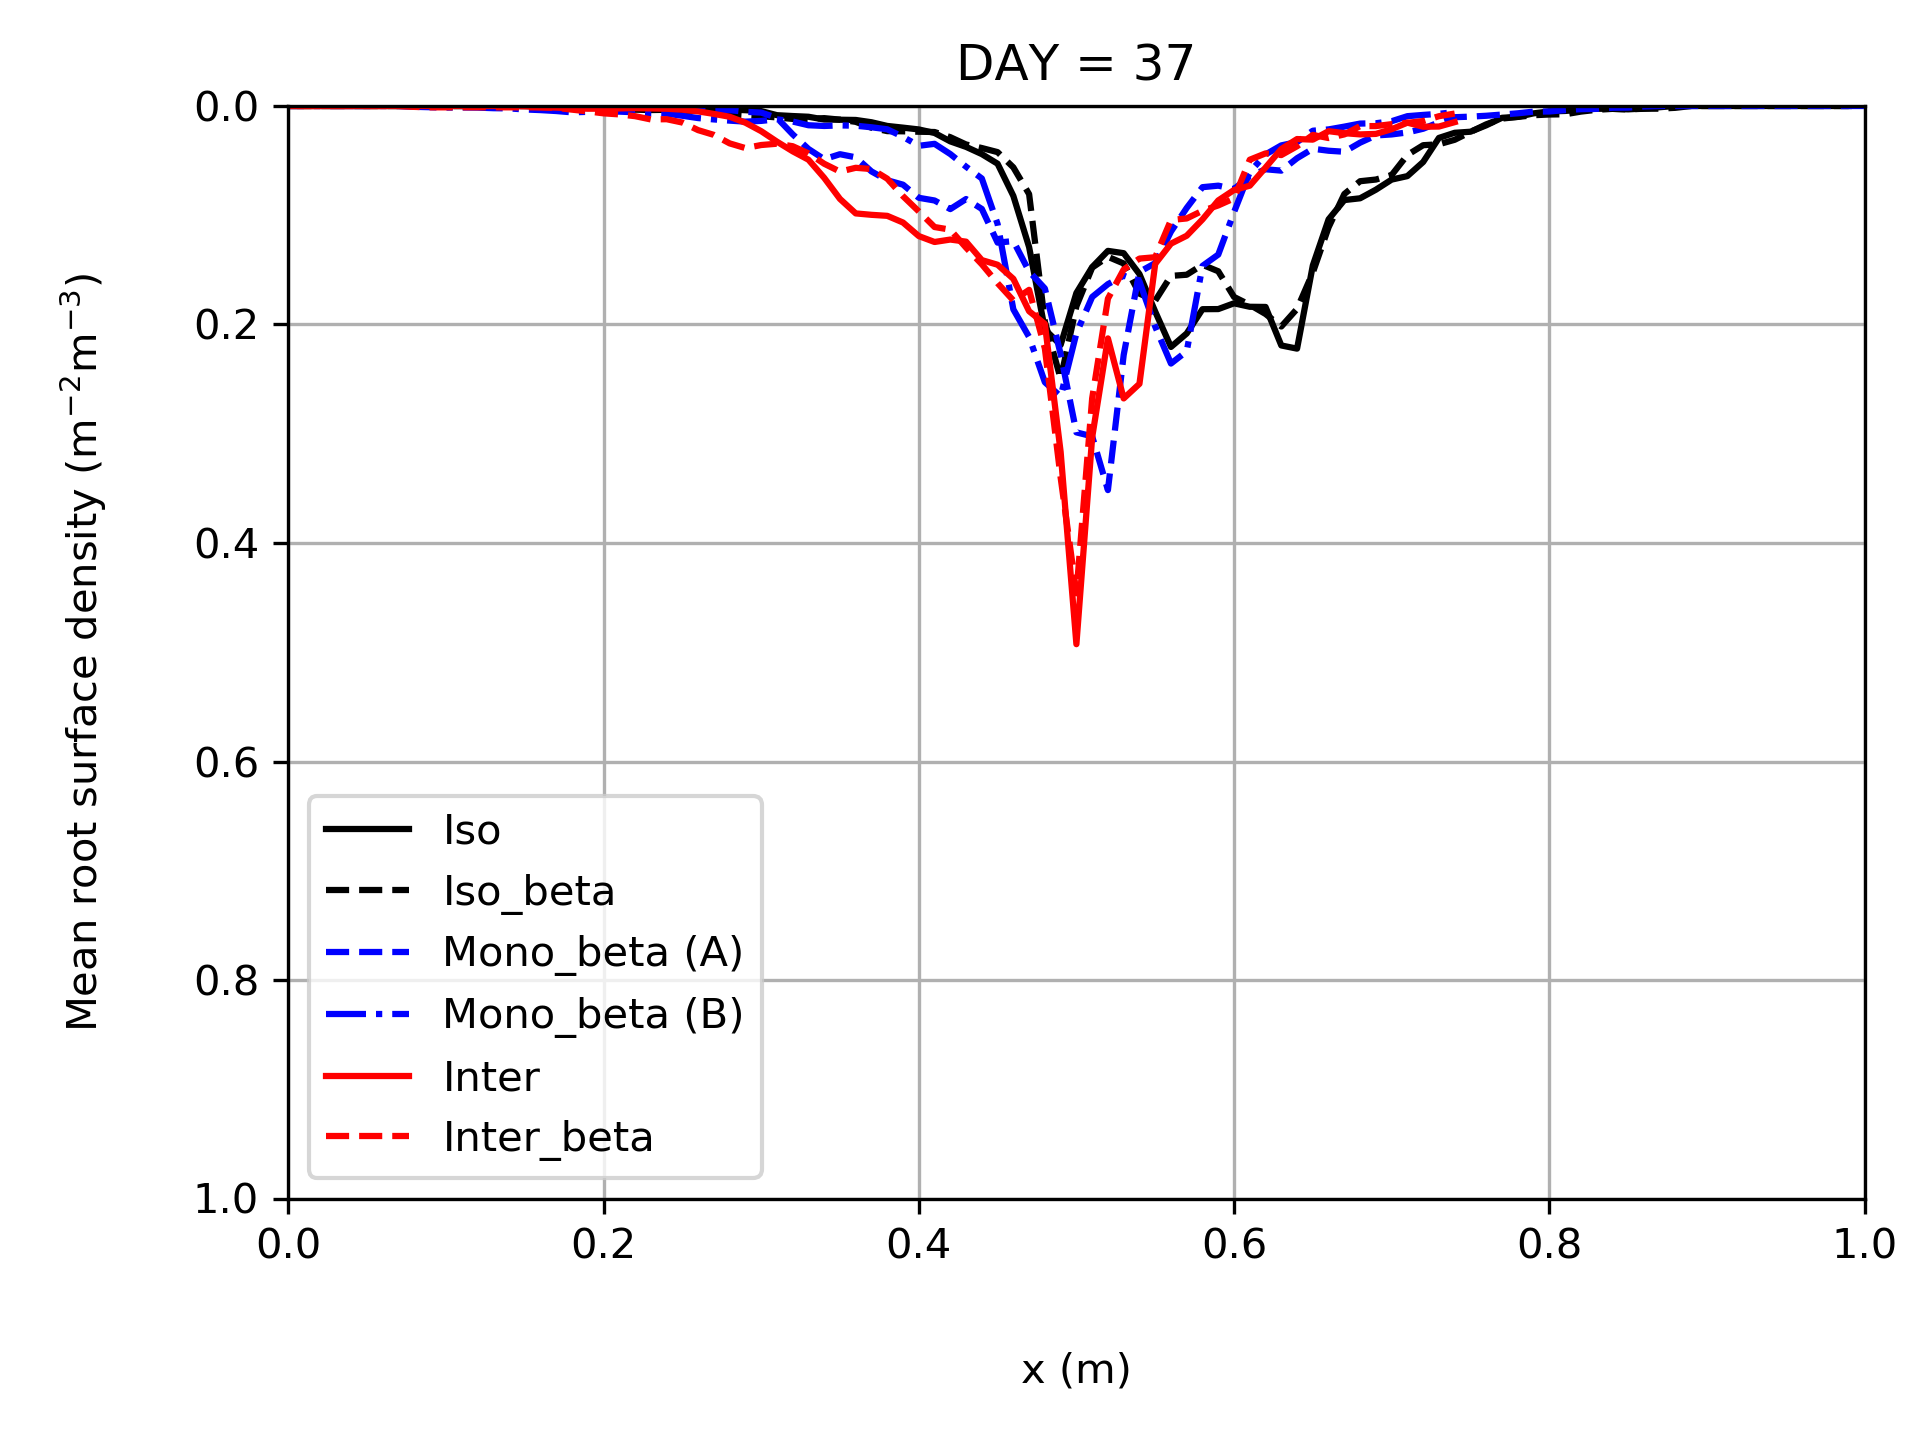 DAY = 37
0.0
0.2
0.4
0.6
0.8
1.0
Mean root surface density (m⁻²m⁻³)
Iso
Iso_beta
Mono_beta (A)
Mono_beta (B)
Inter
Inter_beta
0.0 0.2 0.4 0.6 0.8 1.0
x (m)